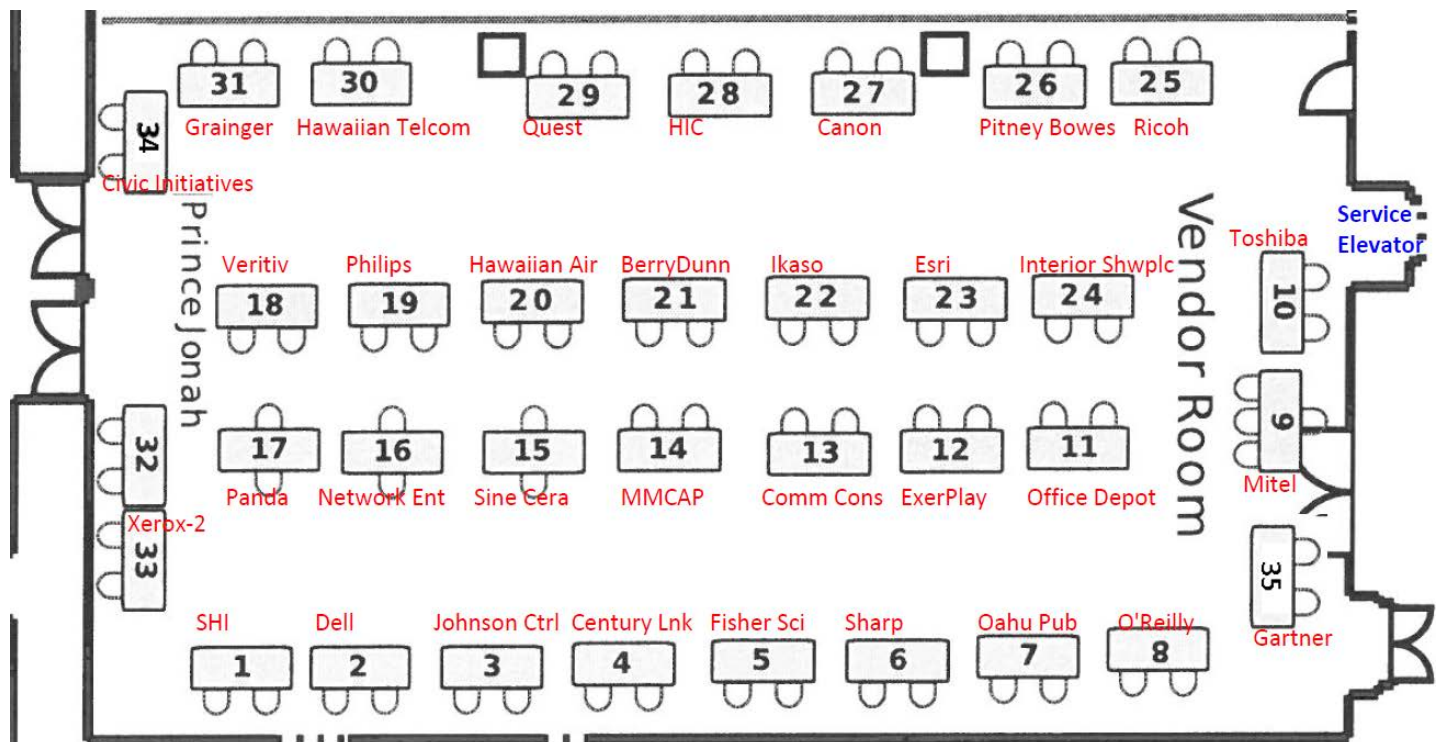 31
30
29
28
27
26
25
Grainger
Hawaiian Telcom
Quest
HIC
Canon
Pitney Bowes
Ricoh
34
Civic Initiatives
Prince Jonah
Vendor Room
Service
Elevator
Veritiv
Philips
Hawaiian Air
BerryDunn
Ikaso
Esri
Interior Shwplc
Toshiba
18
19
20
21
22
23
24
10
32
17
16
15
14
13
12
11
9
Panda
Network Ent
Sine Cera
MMCAP
Comm Cons
ExerPlay
Office Depot
Mitel
Xerox-2
33
35
SHI
Dell
Johnson Ctrl
Century Lnk
Fisher Sci
Sharp
Oahu Pub
O'Reilly
Gartner
1
2
3
4
5
6
7
8